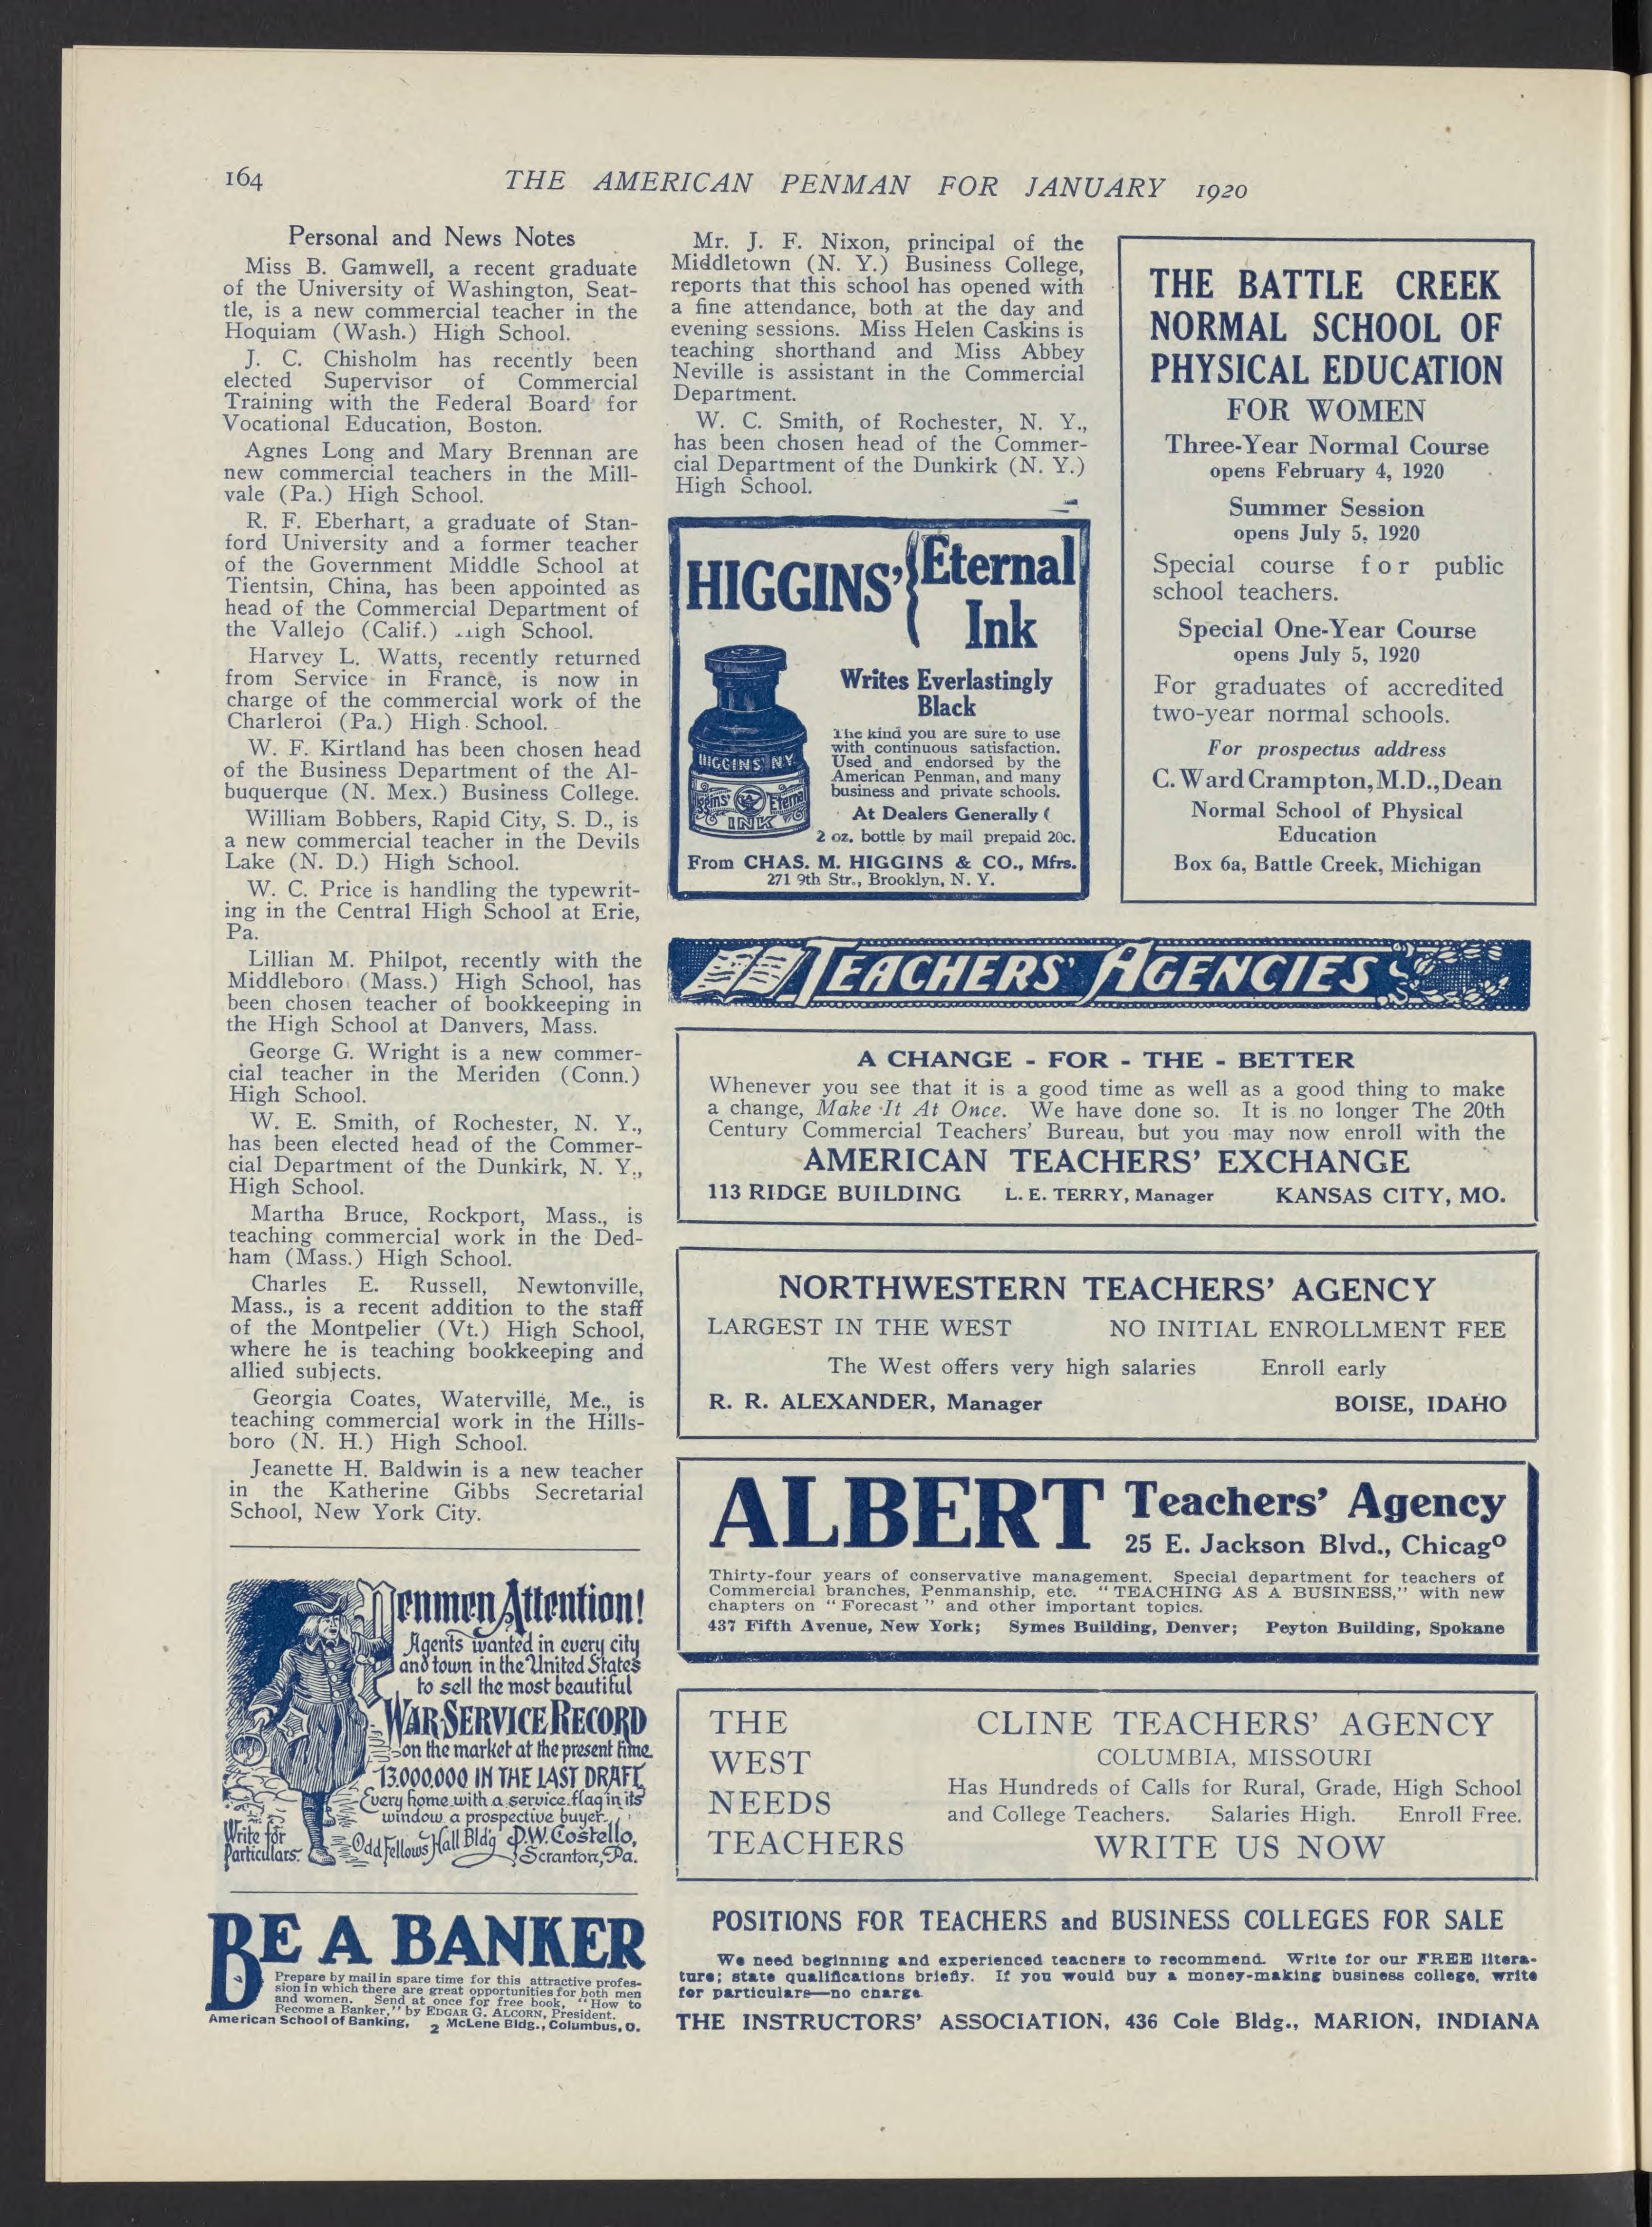 164
THE AMERICAN PENMAN FOR JANUARY 1920
Personal and News Notes
Miss B. Gamwell, a recent graduate
of the University of Washington, Seat-
tle, is a new commercial teacher in the
Hoquiam (Wash.) High School.
J. C. Chisholm has recently been
elected Supervisor of Commercial
Training with the Federal Board for
Vocational Education, Boston.
Agnes Long and Mary Brennan are
new commercial teachers in the Mill-
vale (Pa.) High School.
R. F. Eberhart, a graduate of Stan-
ford University and a former teacher
of the Government Middle School at
Tientsin, China, has been appointed as
head of the Commercial Department of
the Vallejo (Calif.) High School.
Harvey L. Watts, recently returned
from Service in France, is now in
charge of the commercial work of the
Charleroi (Pa.) High School.
W. F. Kirtland has been chosen head
of the Business Department of the Al-
buquerque (N. Mex.) Business College.
William Bobbers, Rapid City, S. D., is
a new commercial teacher in the Devils
Lake (N. D.) High School.
W. C. Price is handling the typewrit-
ing in the Central High School at Erie,
Pa.
Lillian M. Philpot, recently with the
Middleboro (Mass.) High School, has
been chosen teacher of bookkeeping in
the High School at Danvers, Mass.
George G. Wright is a new commer-
cial teacher in the Meriden (Conn.)
High School.
W. E. Smith, of Rochester, N. Y.,
has been elected head of the Commer-
cial Department of the Dunkirk, N. Y.,
High School.
Martha Bruce, Rockport, Mass., is
teaching commercial work in the Ded-
ham (Mass.) High School.
Charles E. Russell, Newtonville,
Mass., is a recent addition to the staff
of the Montpelier (Vt.) High School,
where he is teaching bookkeeping and
allied subjects.
Georgia Coates, Waterville, Me., is
teaching commercial work in the Hills-
boro (N. H.) High School.
Jeanette H. Baldwin is a new teacher
in the Katherine Gibbs Secretarial
School, New York City.
Penmen Attention!
Agents wanted in every city
and town in the United States
to sell the most beautiful
WAR SERVICE RECORD
on the market at the present time
13.000.000 IN THE LAST DRAFT
Every home with a service flag in its
window a prospective buyer.
Write for
Particulars:
Odd Fellows Hall Bldg P.W. Costello,
Scranton, Pa.
BE A BANKER
Prepare by mail in spare time for this attractive profes-
sion in which there are great opportunities for both men
and women. Send at once for free book, "How to
Become a Banker," by EDGAR G. ALCORN, President.
American School of Banking, 2 McLene Bldg., Columbus, O.
Mr. J. F. Nixon, principal of the
Middletown (N. Y.) Business College,
reports that this school has opened with
a fine attendance, both at the day and
evening sessions. Miss Helen Caskins is
teaching shorthand and Miss Abbey
Neville is assistant in the Commercial
Department.
W. C. Smith, of Rochester, N. Y.,
has been chosen head of the Commer-
cial Department of the Dunkirk (N. Y.)
High School.
HIGGINS' { Eternal
Ink
Writes Everlastingly
Black
The kind you are sure to use
with continuous satisfaction.
Used and endorsed by the
American Penman, and many
business and private schools.
HIGGINS' N.Y.
Higgins' Eternal
INK
At Dealers Generally (
2 oz. bottle by mail prepaid 20c.
From CHAS. M. HIGGINS & CO., Mfrs.
271 9th Str., Brooklyn, N. Y.
THE BATTLE CREEK
NORMAL SCHOOL OF
PHYSICAL EDUCATION
FOR WOMEN
Three-Year Normal Course
opens February 4, 1920
Summer Session
opens July 5, 1920
Special course for public
school teachers.
Special One-Year Course
opens July 5, 1920
For graduates of accredited
two-year normal schools.
For prospectus address
C. Ward Crampton, M.D., Dean
Normal School of Physical
Education
Box 6a, Battle Creek, Michigan
TEACHERS' AGENCIES
A CHANGE - FOR - THE - BETTER
Whenever you see that it is a good time as well as a good thing to make
a change, Make It At Once. We have done so. It is no longer The 20th
Century Commercial Teachers' Bureau, but you may now enroll with the
AMERICAN TEACHERS' EXCHANGE
113 RIDGE BUILDING L. E. TERRY, Manager KANSAS CITY, MO.
NORTHWESTERN TEACHERS' AGENCY
LARGEST IN THE WEST NO INITIAL ENROLLMENT FEE
The West offers very high salaries Enroll early
R. R. ALEXANDER, Manager BOISE, IDAHO
ALBERT Teachers' Agency
25 E. Jackson Blvd., Chicago
Thirty-four years of conservative management. Special department for teachers of
Commercial branches, Penmanship, etc. "TEACHING AS A BUSINESS," with new
chapters on "Forecast" and other important topics.
437 Fifth Avenue, New York; Symes Building, Denver; Peyton Building, Spokane
THE
WEST
NEEDS
TEACHERS
CLINE TEACHERS' AGENCY
COLUMBIA, MISSOURI
Has Hundreds of Calls for Rural, Grade, High School
and College Teachers. Salaries High. Enroll Free.
WRITE US NOW
POSITIONS FOR TEACHERS and BUSINESS COLLEGES FOR SALE
We need beginning and experienced teachers to recommend. Write for our FREE litera-
ture; state qualifications briefly. If you would buy a money-making business college, write
for particulars—no charge
THE INSTRUCTORS' ASSOCIATION, 436 Cole Bldg., MARION, INDIANA